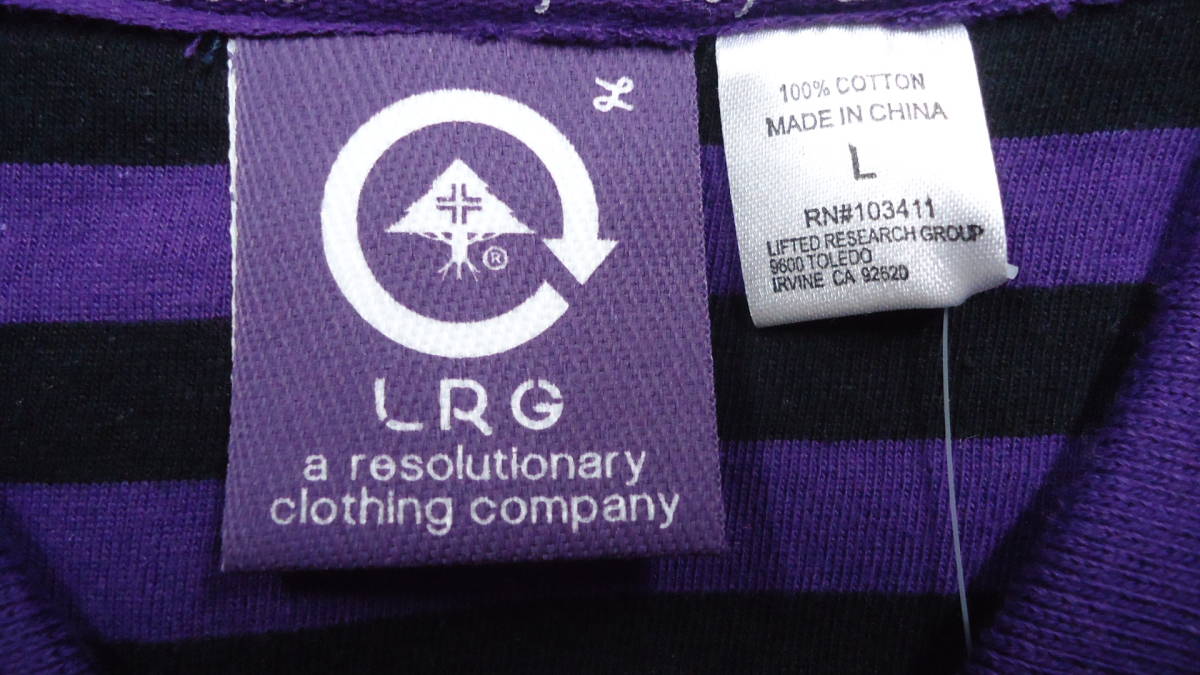 L
®
LRG
a resolutionary
clothing company
100% COTTON
MADE IN CHINA
L
RN#103411
LIFTED RESEARCH GROUP
9600 TOLEDO
IRVINE CA 92620